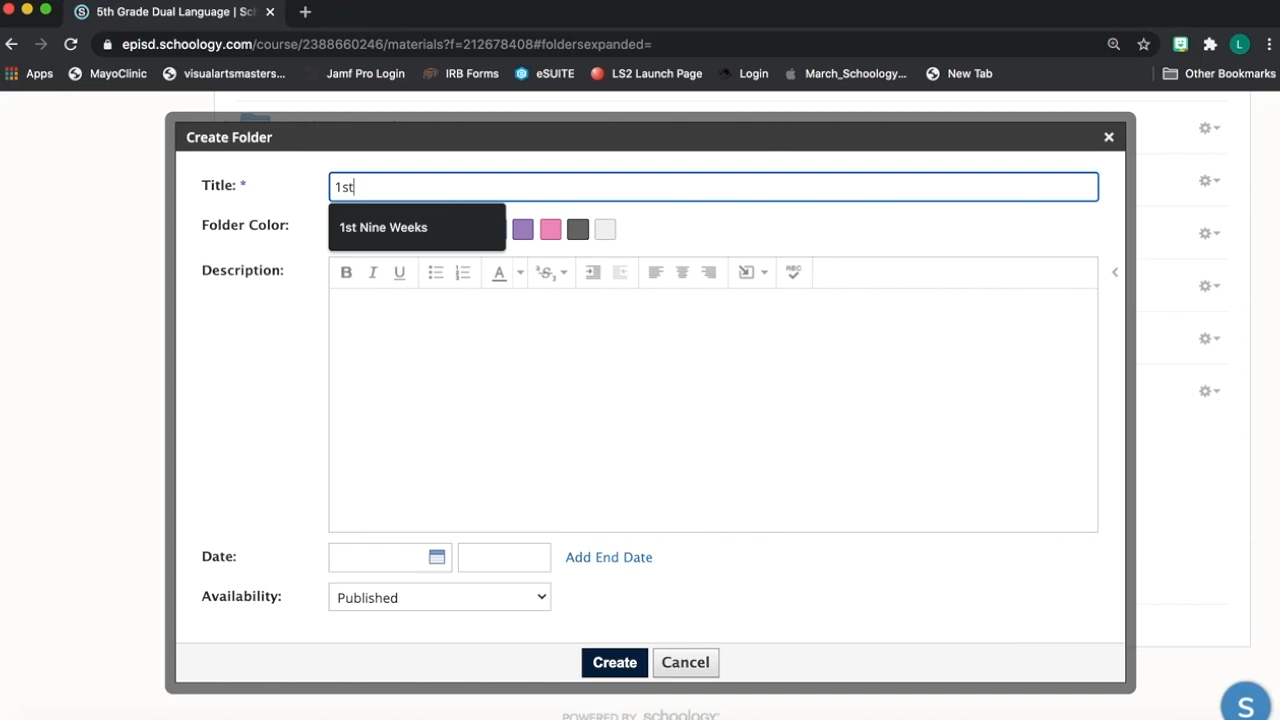 5th Grade Dual Language | Sc
episd.schoology.com/course/2388660246/materials?f=212678408#foldersexpanded=
L
Apps MayoClinic visualartsmasters... Jamf Pro Login IRB Forms eSUITE LS2 Launch Page Login March_Schoology... New Tab Other Bookmarks
Create Folder
Title: *
1st
Folder Color:
1st Nine Weeks
Description:
B I U A S ABC
Date:
Add End Date
Availability:
Published
Create Cancel
POWERED BY schoology
S